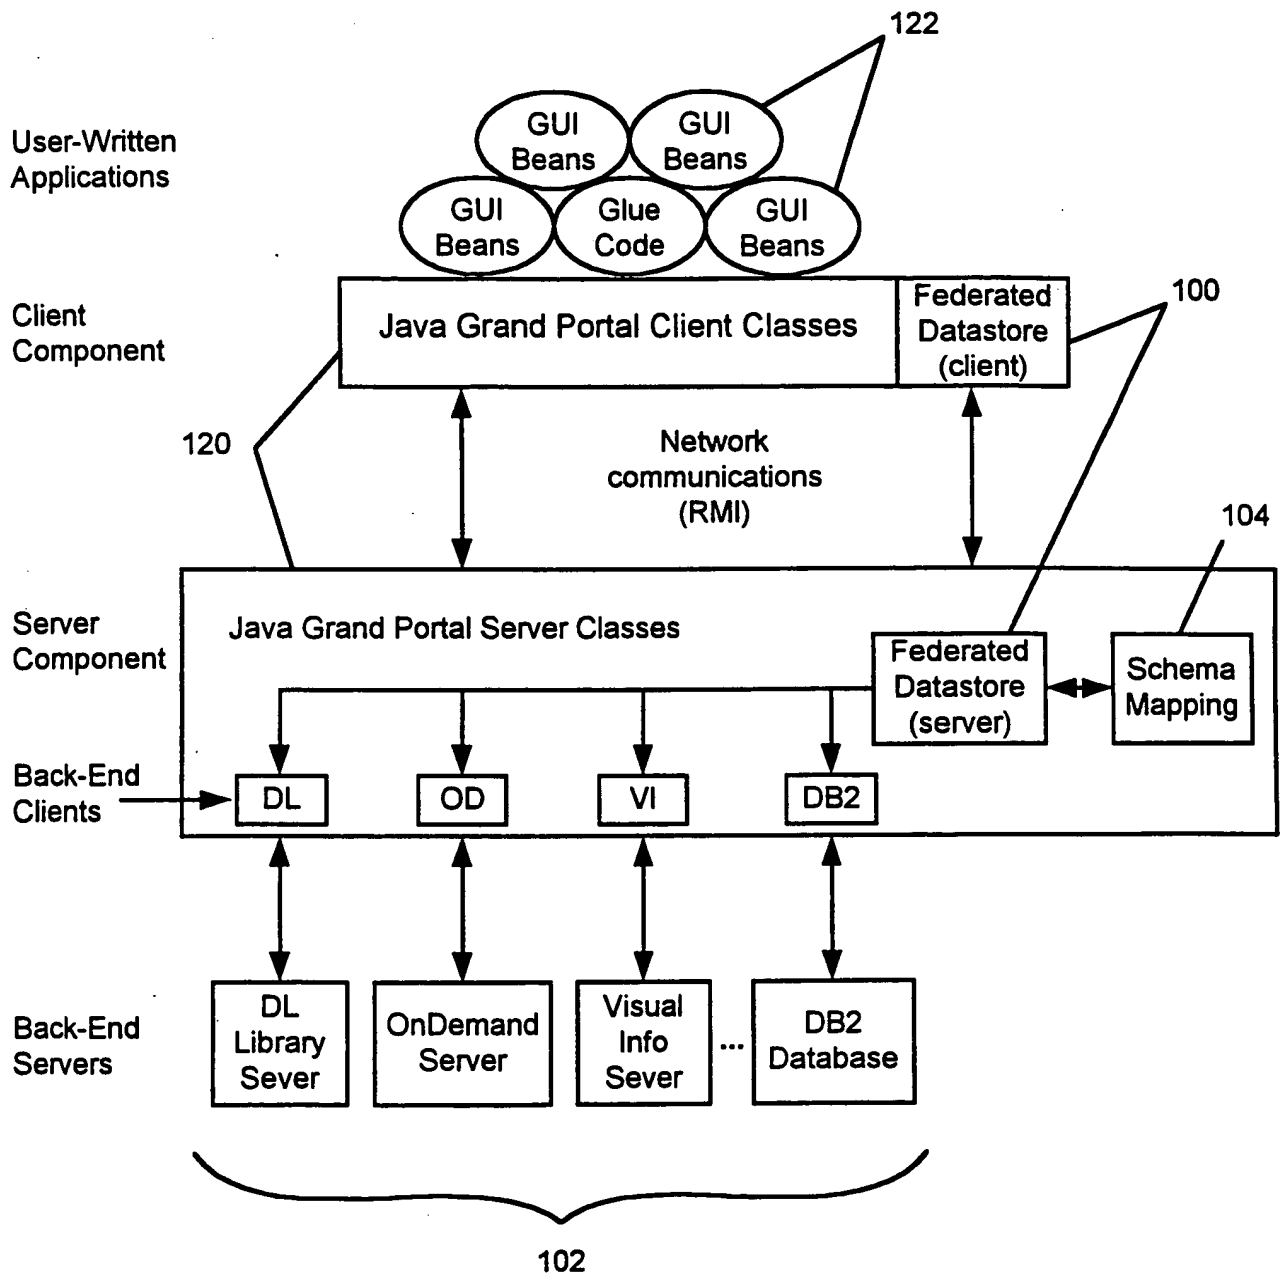 122
User-Written
Applications
GUI
Beans
GUI
Beans
GUI
Beans
Glue
Code
GUI
Beans
Client
Component
Java Grand Portal Client Classes
Federated
Datastore
(client)
100
120
Network
communications
(RMI)
104
Server
Component
Java Grand Portal Server Classes
Federated
Datastore
(server)
Schema
Mapping
Back-End
Clients
DL
OD
VI
DB2
Back-End
Servers
DL
Library
Sever
OnDemand
Server
Visual
Info
Sever
...
DB2
Database
102